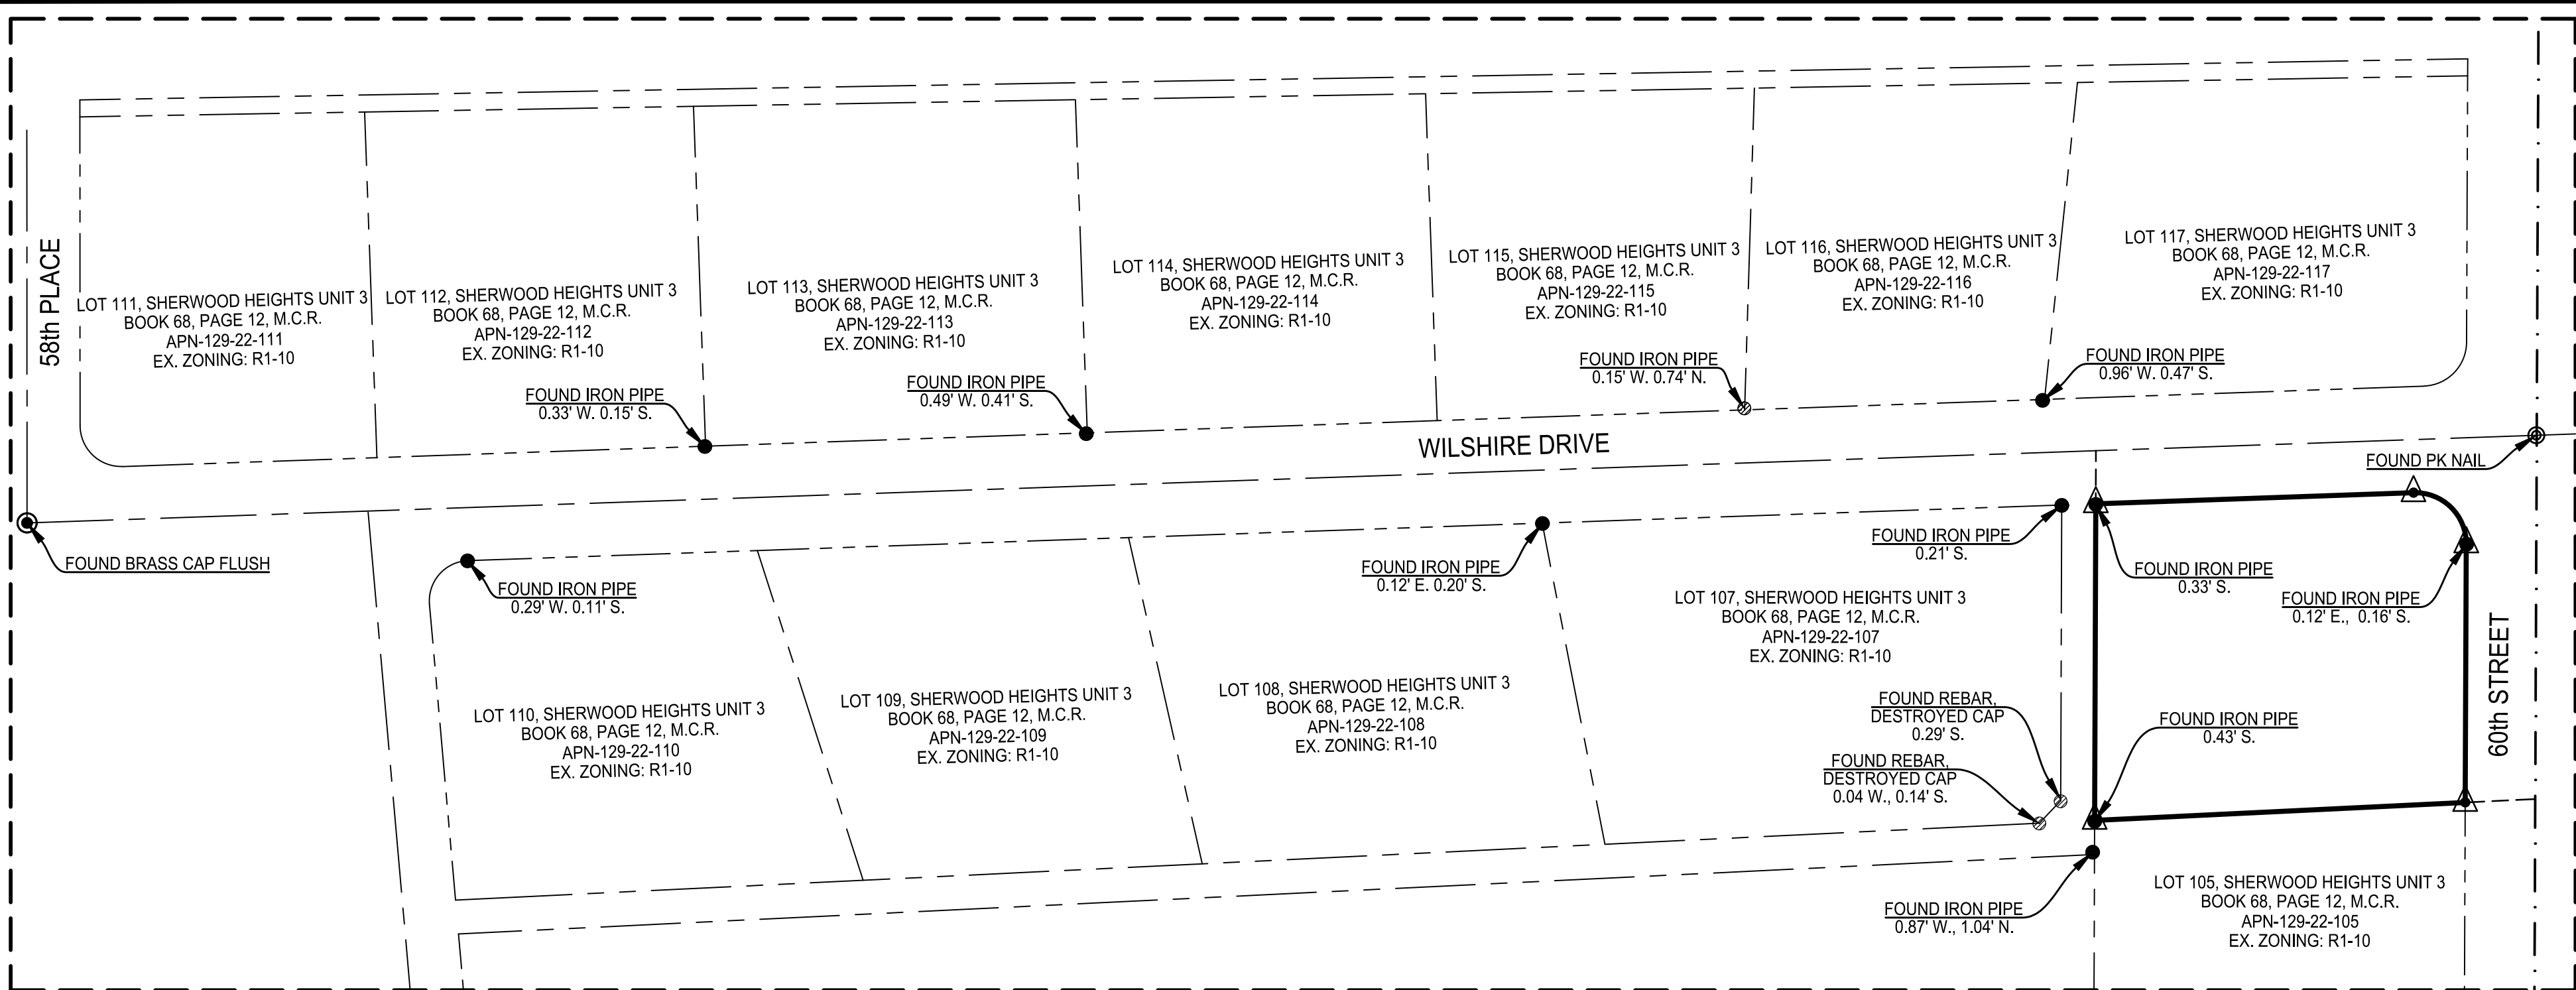 58th PLACE
LOT 111, SHERWOOD HEIGHTS UNIT 3
BOOK 68, PAGE 12, M.C.R.
APN-129-22-111
EX. ZONING: R1-10
LOT 112, SHERWOOD HEIGHTS UNIT 3
BOOK 68, PAGE 12, M.C.R.
APN-129-22-112
EX. ZONING: R1-10
LOT 113, SHERWOOD HEIGHTS UNIT 3
BOOK 68, PAGE 12, M.C.R.
APN-129-22-113
EX. ZONING: R1-10
LOT 114, SHERWOOD HEIGHTS UNIT 3
BOOK 68, PAGE 12, M.C.R.
APN-129-22-114
EX. ZONING: R1-10
LOT 115, SHERWOOD HEIGHTS UNIT 3
BOOK 68, PAGE 12, M.C.R.
APN-129-22-115
EX. ZONING: R1-10
LOT 116, SHERWOOD HEIGHTS UNIT 3
BOOK 68, PAGE 12, M.C.R.
APN-129-22-116
EX. ZONING: R1-10
LOT 117, SHERWOOD HEIGHTS UNIT 3
BOOK 68, PAGE 12, M.C.R.
APN-129-22-117
EX. ZONING: R1-10
FOUND IRON PIPE
0.33' W. 0.15' S.
FOUND IRON PIPE
0.49' W. 0.41' S.
FOUND IRON PIPE
0.15' W. 0.74' N.
FOUND IRON PIPE
0.96' W. 0.47' S.
WILSHIRE DRIVE
FOUND PK NAIL
FOUND BRASS CAP FLUSH
FOUND IRON PIPE
0.29' W. 0.11' S.
FOUND IRON PIPE
0.12' E. 0.20' S.
FOUND IRON PIPE
0.21' S.
FOUND IRON PIPE
0.33' S.
FOUND IRON PIPE
0.12' E., 0.16' S.
60th STREET
LOT 110, SHERWOOD HEIGHTS UNIT 3
BOOK 68, PAGE 12, M.C.R.
APN-129-22-110
EX. ZONING: R1-10
LOT 109, SHERWOOD HEIGHTS UNIT 3
BOOK 68, PAGE 12, M.C.R.
APN-129-22-109
EX. ZONING: R1-10
LOT 108, SHERWOOD HEIGHTS UNIT 3
BOOK 68, PAGE 12, M.C.R.
APN-129-22-108
EX. ZONING: R1-10
LOT 107, SHERWOOD HEIGHTS UNIT 3
BOOK 68, PAGE 12, M.C.R.
APN-129-22-107
EX. ZONING: R1-10
FOUND REBAR,
DESTROYED CAP
0.29' S.
FOUND REBAR,
DESTROYED CAP
0.04 W., 0.14' S.
FOUND IRON PIPE
0.43' S.
FOUND IRON PIPE
0.87' W., 1.04' N.
LOT 105, SHERWOOD HEIGHTS UNIT 3
BOOK 68, PAGE 12, M.C.R.
APN-129-22-105
EX. ZONING: R1-10